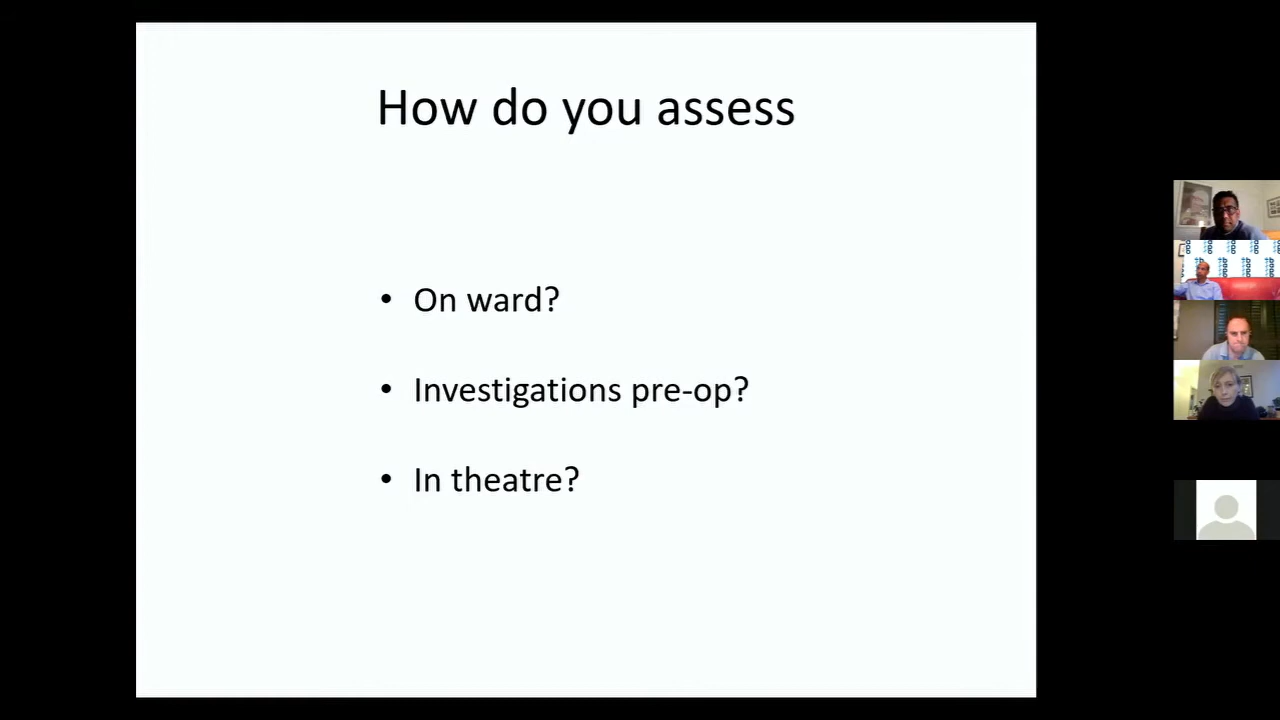 How do you assess
• On ward?
• Investigations pre-op?
• In theatre?